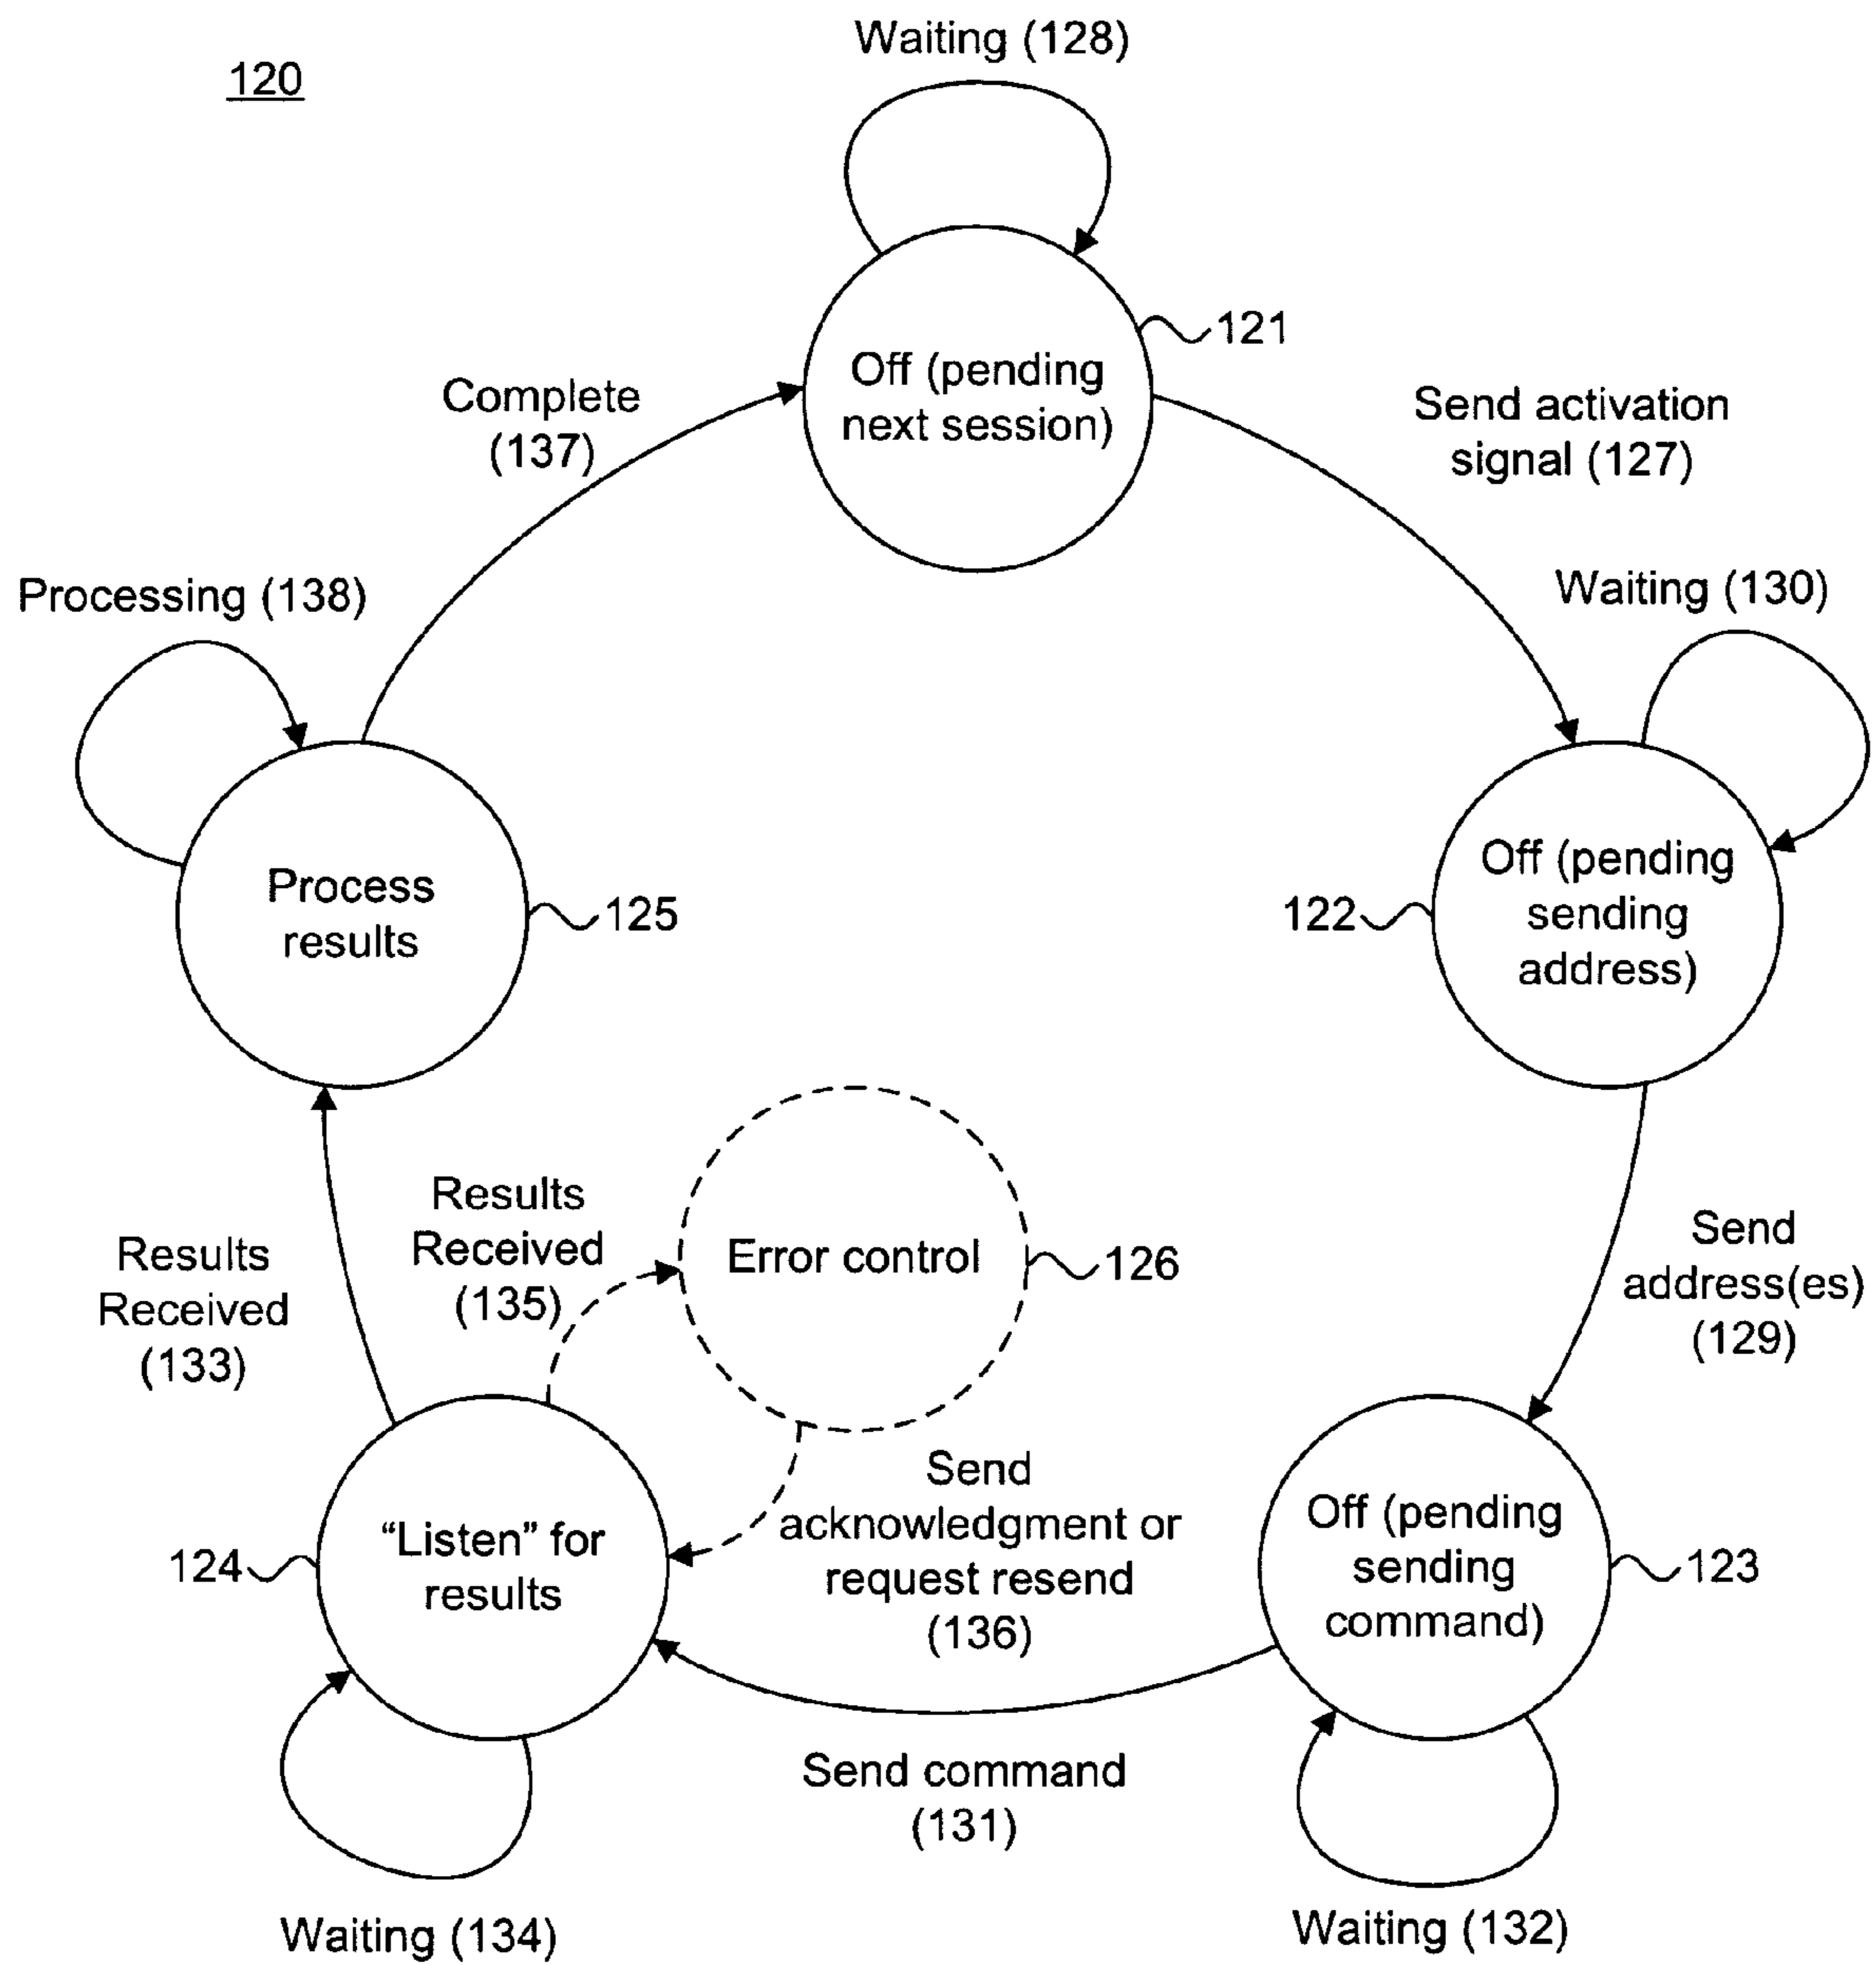 120
Waiting (128)
121
Off (pending
next session)
Complete
(137)
Send activation
signal (127)
Processing (138)
Waiting (130)
Process
results
125
122
Off (pending
sending
address)
Results
Received
(135)
Error control
126
Results
Received
(133)
Send
address(es)
(129)
Send
acknowledgment or
request resend
(136)
124
“Listen” for
results
Off (pending
sending
command)
123
Send command
(131)
Waiting (134)
Waiting (132)